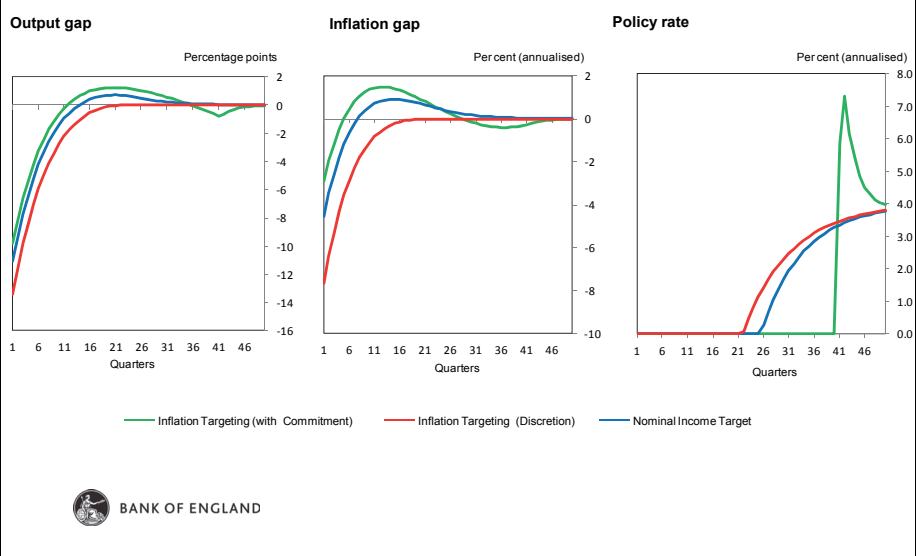 Output gap
Inflation gap
Policy rate
Percentage points
Per cent (annualised)
Per cent (annualised)
2
0
-2
-4
-6
-8
-10
-12
-14
-16
1 6 11 16 21 26 31 36 41 46
Quarters
2
0
-2
-4
-6
-8
-10
1 6 11 16 21 26 31 36 41 46
Quarters
8.0
7.0
6.0
5.0
4.0
3.0
2.0
1.0
0.0
1 6 11 16 21 26 31 36 41 46
Quarters
Inflation Targeting (with Commitment) Inflation Targeting (Discretion) Nominal Income Target
BANK OF ENGLAND